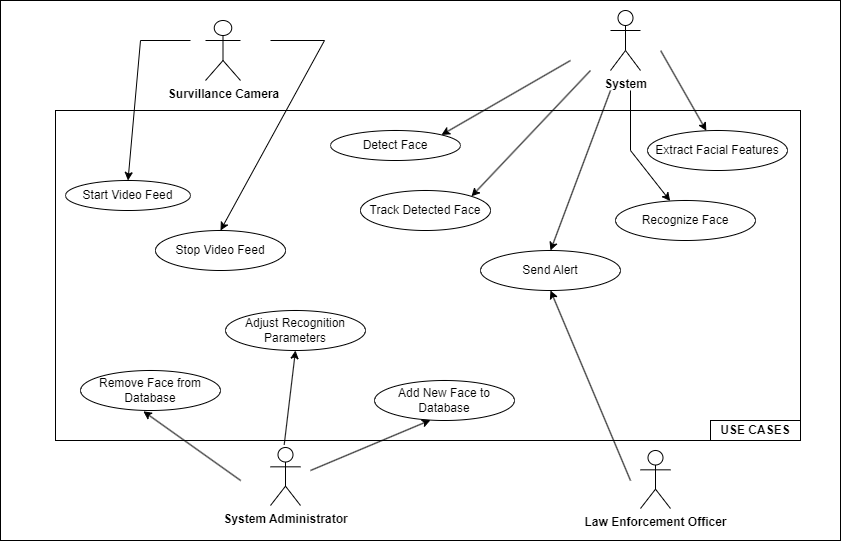 Survillance Camera
System
Detect Face
Extract Facial Features
Start Video Feed
Track Detected Face
Recognize Face
Stop Video Feed
Send Alert
Adjust Recognition
Parameters
Remove Face from
Database
Add New Face to
Database
USE CASES
System Administrator
Law Enforcement Officer